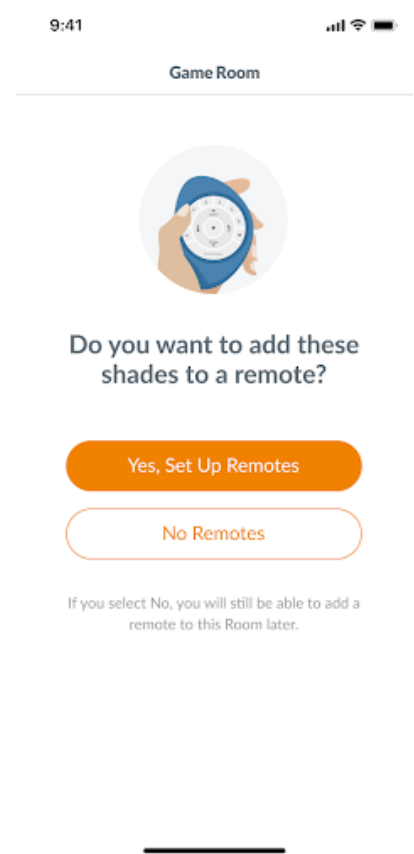 9:41
Game Room
Do you want to add these
shades to a remote?
Yes, Set Up Remotes
No Remotes
If you select No, you will still be able to add a
remote to this Room later.